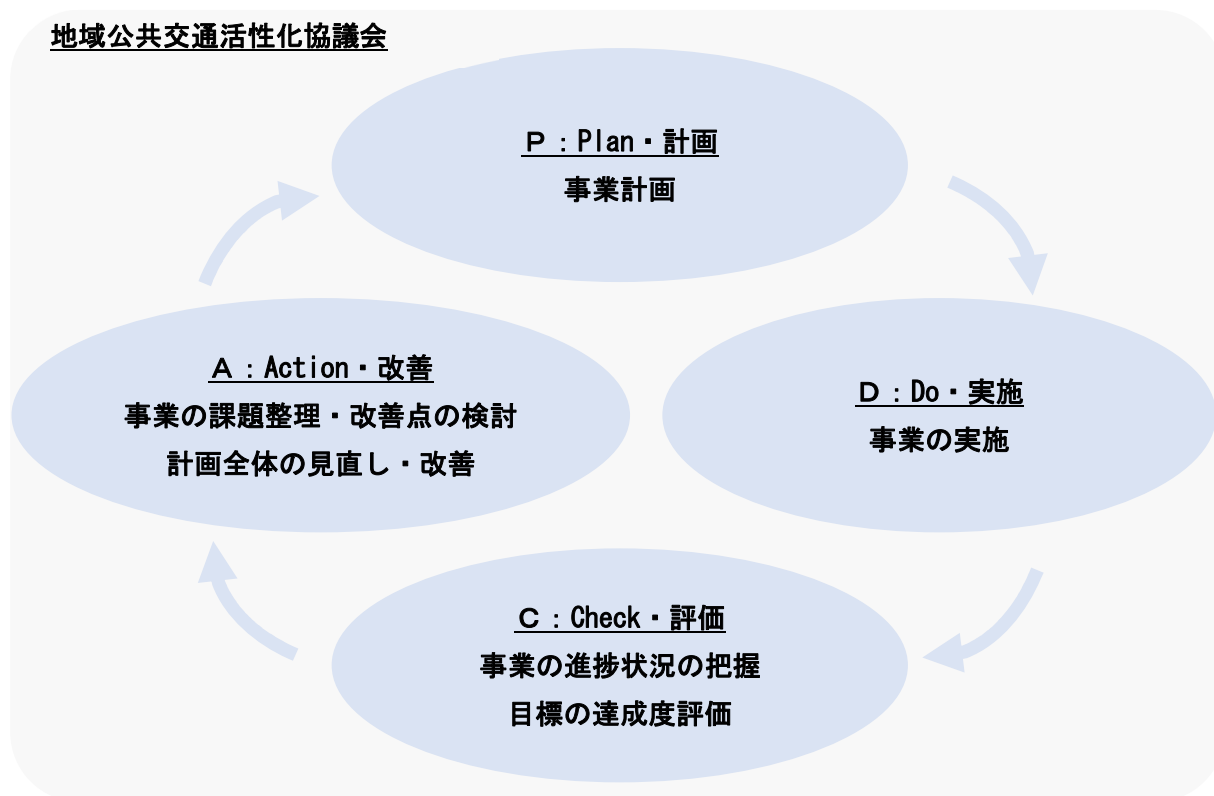 地域公共交通活性化協議会
Ｐ：Plan・計画
事業計画
Ｄ：Do・実施
事業の実施
Ｃ：Check・評価
事業の進捗状況の把握
目標の達成度評価
Ａ：Action・改善
事業の課題整理・改善点の検討
計画全体の見直し・改善